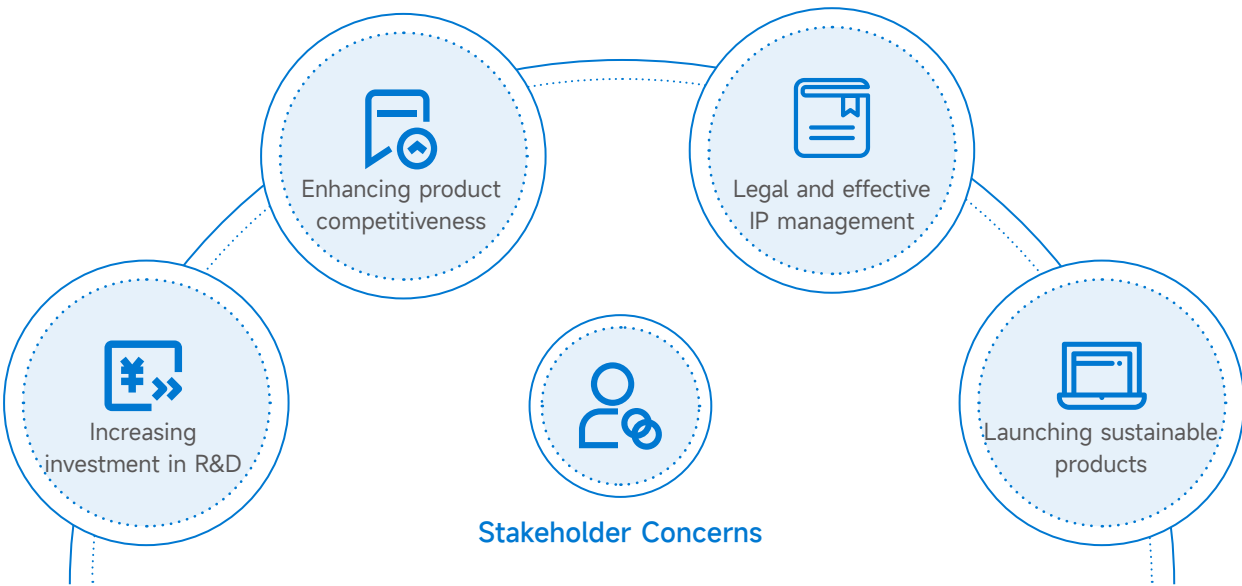 Enhancing product
competitiveness
Legal and effective
IP management
¥
Increasing
investment in R&D
Launching sustainable
products
Stakeholder Concerns